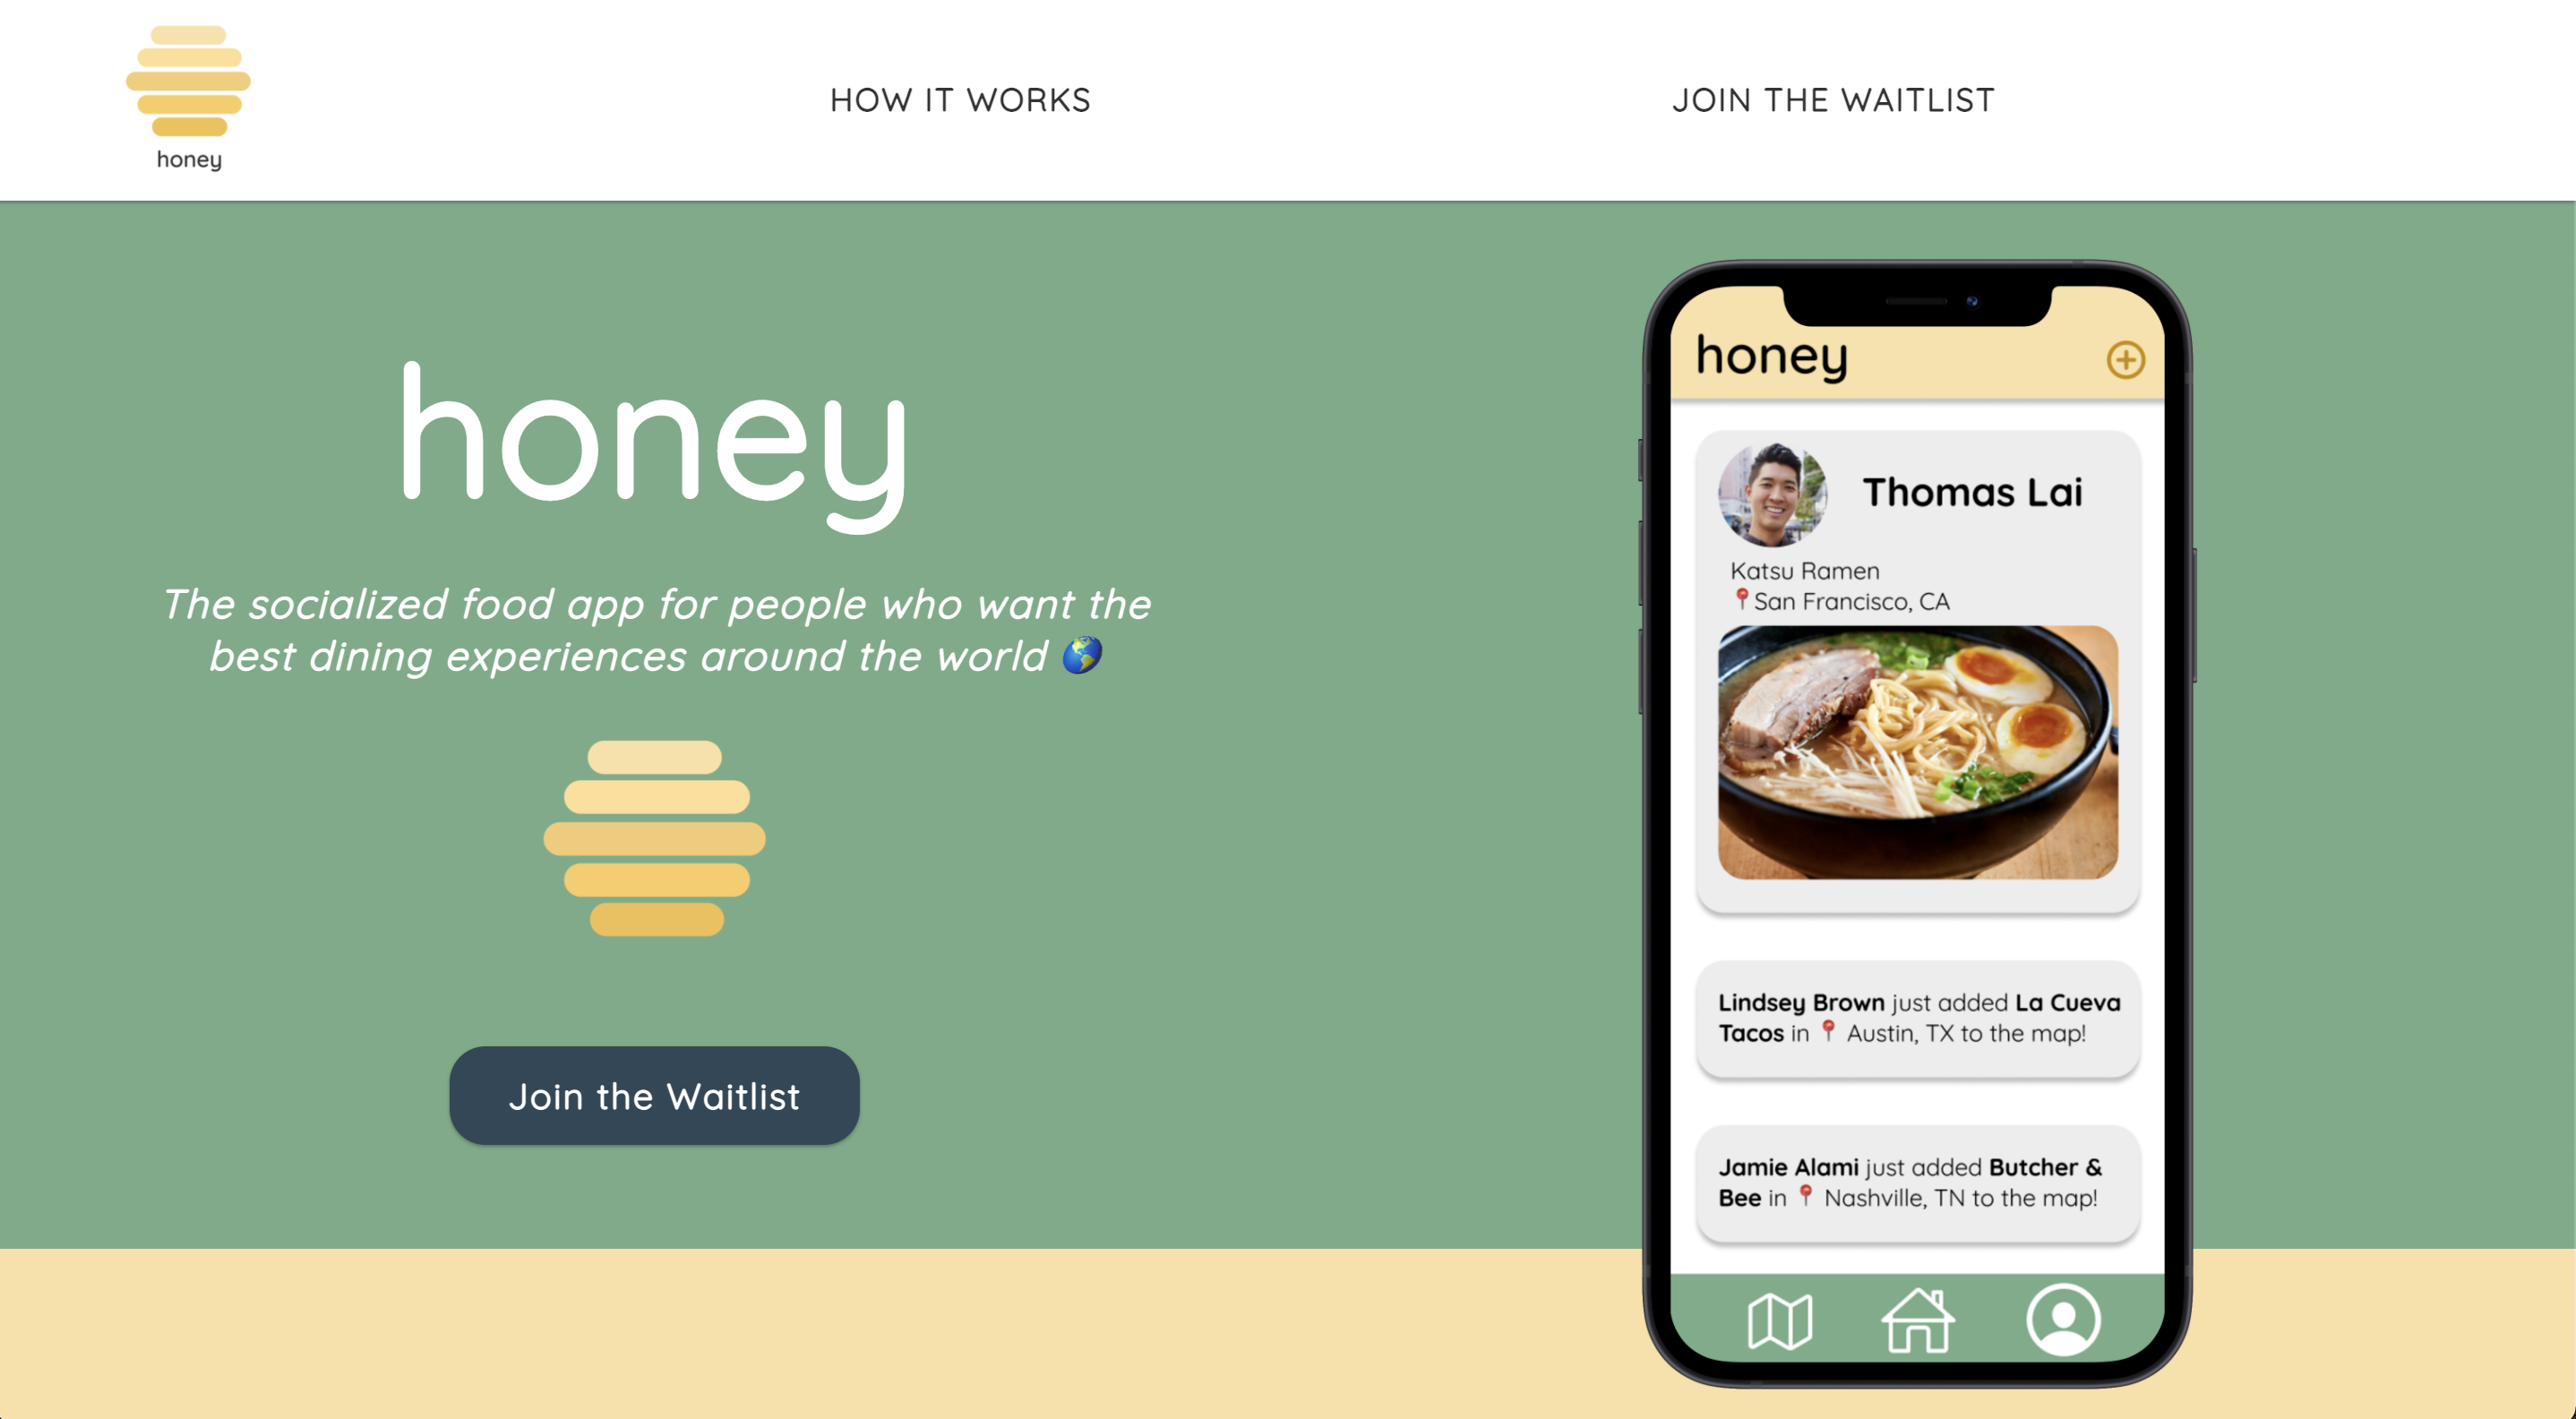 honey
HOW IT WORKS
JOIN THE WAITLIST
honey
The socialized food app for people who want the
best dining experiences around the world 🌎
Join the Waitlist
honey
Thomas Lai
Katsu Ramen
📍San Francisco, CA
Lindsey Brown just added La Cueva
Tacos in 📍 Austin, TX to the map!
Jamie Alami just added Butcher &
Bee in 📍 Nashville, TN to the map!